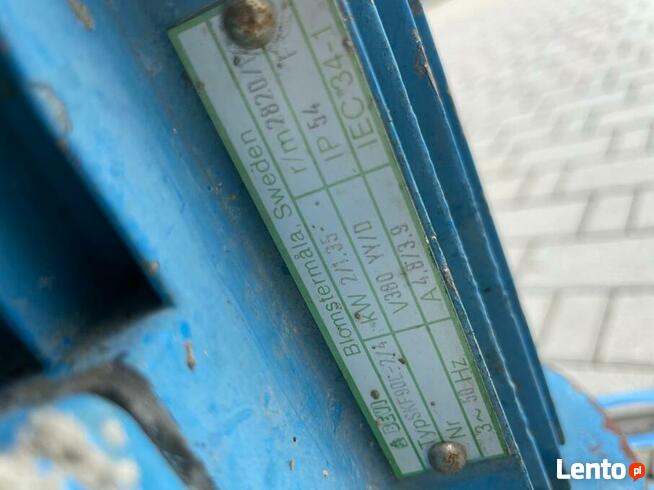 Blomstermåla, Sweden
Typ SKF90L-2/4 kW 2/1.35 r/m 2820/
Nr V380 YY/D IP 54
3~50 Hz A 4,8/3,9 IEC 34-1
Lento.pl